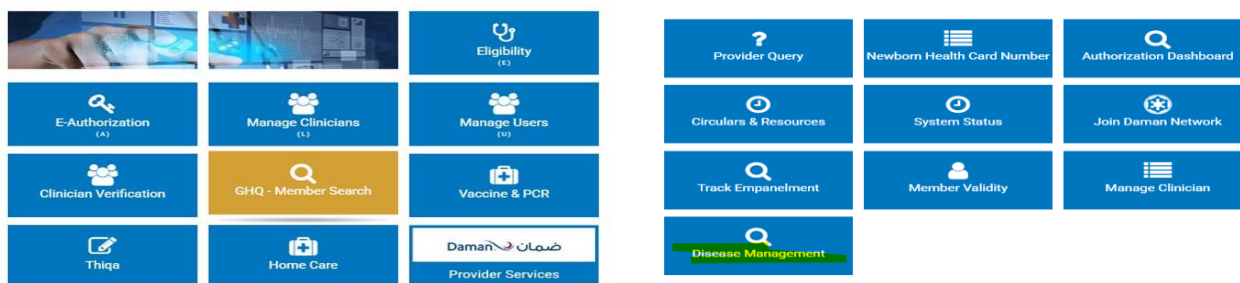 Eligibility
(E)
E-Authorization
(A)
Manage Clinicians
(L)
Manage Users
(U)
Clinician Verification
GHQ - Member Search
Vaccine & PCR
Thiqa
Home Care
Daman ضمان
Provider Services
?
Provider Query
Newborn Health Card Number
Authorization Dashboard
Circulars & Resources
System Status
Join Daman Network
Track Empanelment
Member Validity
Manage Clinician
Disease Management